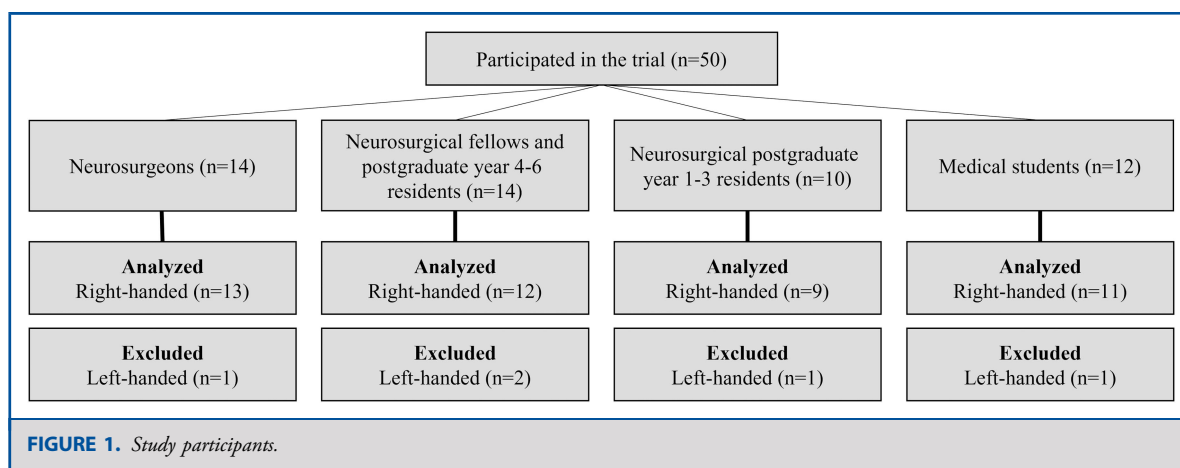 Participated in the trial (n=50)
Neurosurgeons (n=14)
Neurosurgical fellows and
postgraduate year 4-6
residents (n=14)
Neurosurgical postgraduate
year 1-3 residents (n=10)
Medical students (n=12)
Analyzed
Right-handed (n=13)
Analyzed
Right-handed (n=12)
Analyzed
Right-handed (n=9)
Analyzed
Right-handed (n=11)
Excluded
Left-handed (n=1)
Excluded
Left-handed (n=2)
Excluded
Left-handed (n=1)
Excluded
Left-handed (n=1)
FIGURE 1. Study participants.